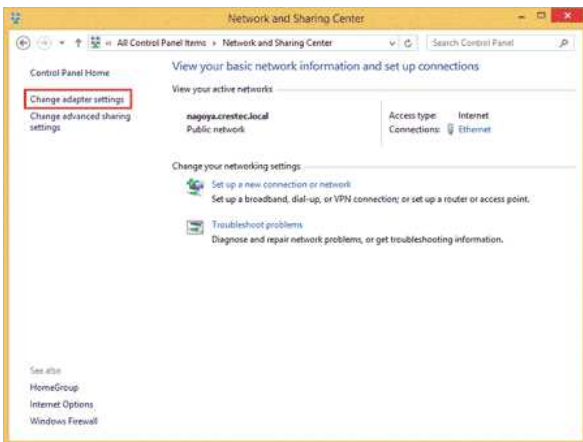 Network and Sharing Center
« All Control Panel Items ▸ Network and Sharing Center
Search Control Panel
Control Panel Home
Change adapter settings
Change advanced sharing
settings
View your basic network information and set up connections
View your active networks
nagoya.crestec.local
Public network
Access type: Internet
Connections: Ethernet
Change your networking settings
Set up a new connection or network
Set up a broadband, dial-up, or VPN connection; or set up a router or access point.
Troubleshoot problems
Diagnose and repair network problems, or get troubleshooting information.
See also
HomeGroup
Internet Options
Windows Firewall